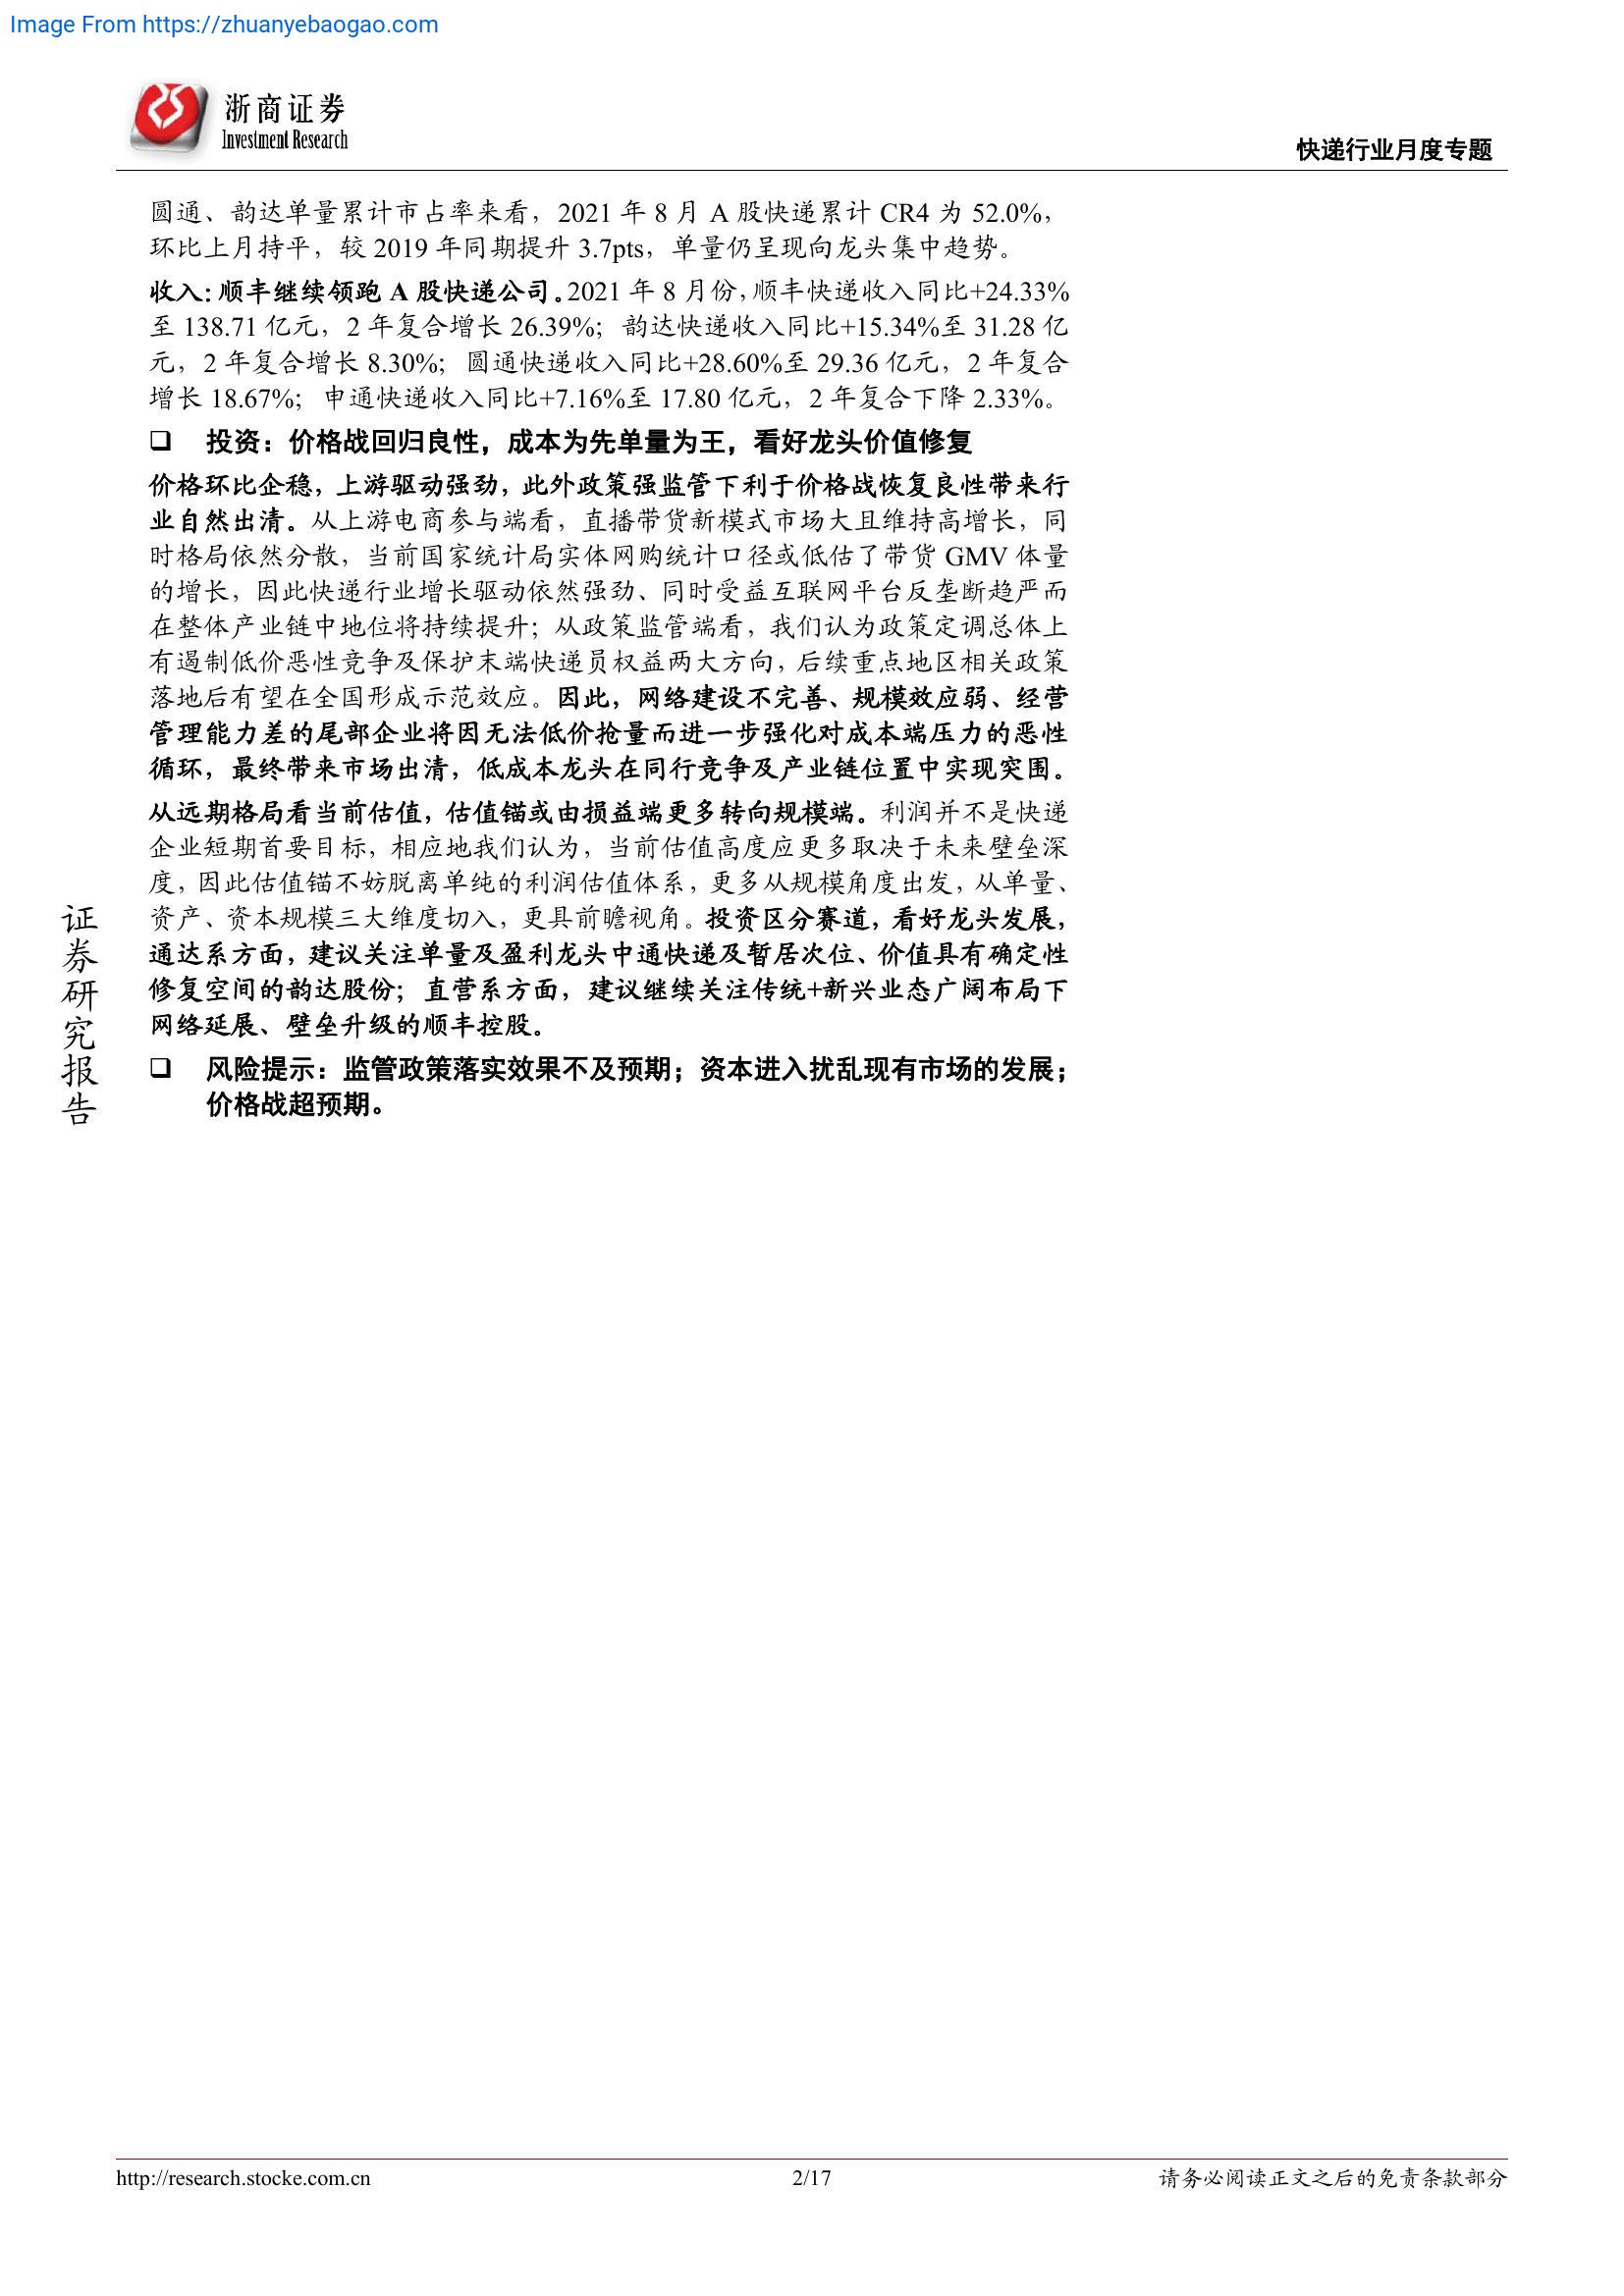 Image From https://zhuanyebaogao.com
浙商证券
Investment Research
快递行业月度专题
圆通、韵达单量累计市占率来看，2021 年 8 月 A 股快递累计 CR4 为 52.0%，
环比上月持平，较 2019 年同期提升 3.7pts，单量仍呈现向龙头集中趋势。
收入：顺丰继续领跑 A 股快递公司。2021 年 8 月份，顺丰快递收入同比+24.33%
至 138.71 亿元，2 年复合增长 26.39%；韵达快递收入同比+15.34%至 31.28 亿
元，2 年复合增长 8.30%；圆通快递收入同比+28.60%至 29.36 亿元，2 年复合
增长 18.67%；申通快递收入同比+7.16%至 17.80 亿元，2 年复合下降 2.33%。
❑ 投资：价格战回归良性，成本为先单量为王，看好龙头价值修复
价格环比企稳，上游驱动强劲，此外政策强监管下利于价格战恢复良性带来行
业自然出清。从上游电商参与端看，直播带货新模式市场大且维持高增长，同
时格局依然分散，当前国家统计局实体网购统计口径或低估了带货 GMV 体量
的增长，因此快递行业增长驱动依然强劲、同时受益互联网平台反垄断趋严而
在整体产业链中地位将持续提升；从政策监管端看，我们认为政策定调总体上
有遏制低价恶性竞争及保护末端快递员权益两大方向，后续重点地区相关政策
落地后有望在全国形成示范效应。因此，网络建设不完善、规模效应弱、经营
管理能力差的尾部企业将因无法低价抢量而进一步强化对成本端压力的恶性
循环，最终带来市场出清，低成本龙头在同行竞争及产业链位置中实现突围。
从远期格局看当前估值，估值锚或由损益端更多转向规模端。利润并不是快递
企业短期首要目标，相应地我们认为，当前估值高度应更多取决于未来壁垒深
度，因此估值锚不妨脱离单纯的利润估值体系，更多从规模角度出发，从单量、
资产、资本规模三大维度切入，更具前瞻视角。投资区分赛道，看好龙头发展，
通达系方面，建议关注单量及盈利龙头中通快递及暂居次位、价值具有确定性
修复空间的韵达股份；直营系方面，建议继续关注传统+新兴业态广阔布局下
网络延展、壁垒升级的顺丰控股。
❑ 风险提示：监管政策落实效果不及预期；资本进入扰乱现有市场的发展；
价格战超预期。
证券研究报告
http://research.stocke.com.cn
2/17
请务必阅读正文之后的免责条款部分